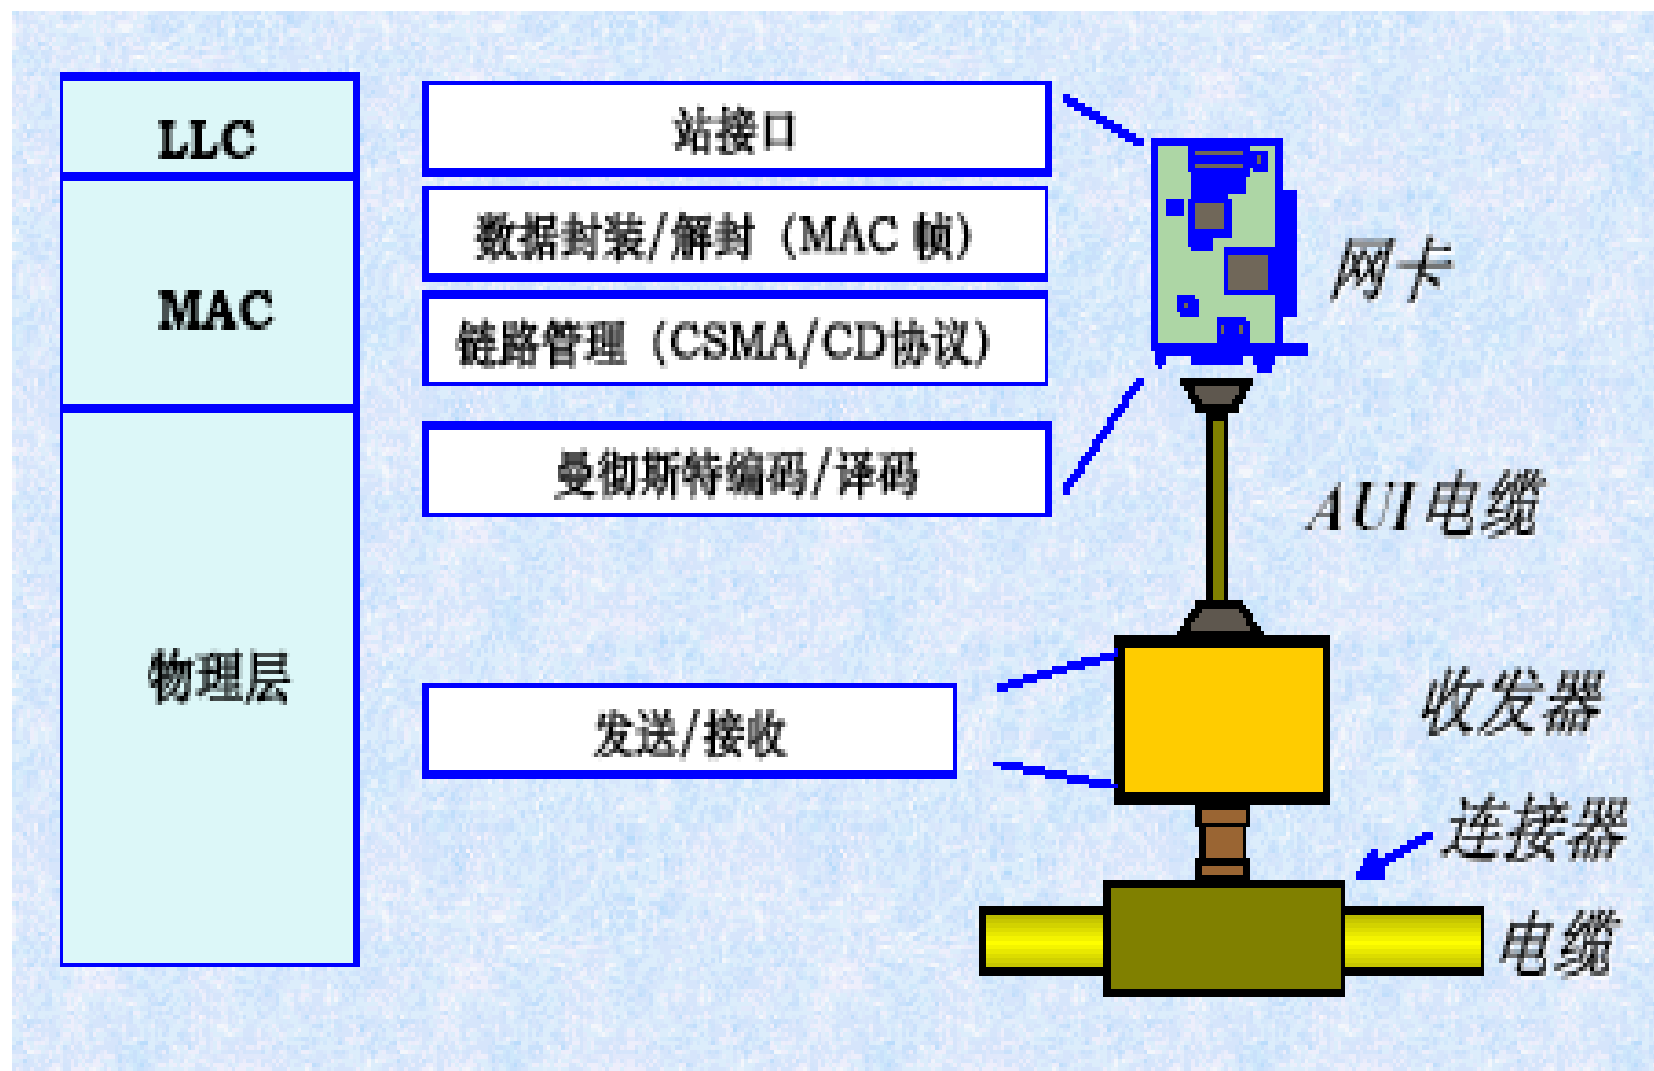 LLC
MAC
物理层
站接口
数据封装/解封（MAC 帧）
链路管理（CSMA/CD协议）
曼彻斯特编码/译码
发送/接收
网卡
AUI电缆
收发器
连接器
电缆